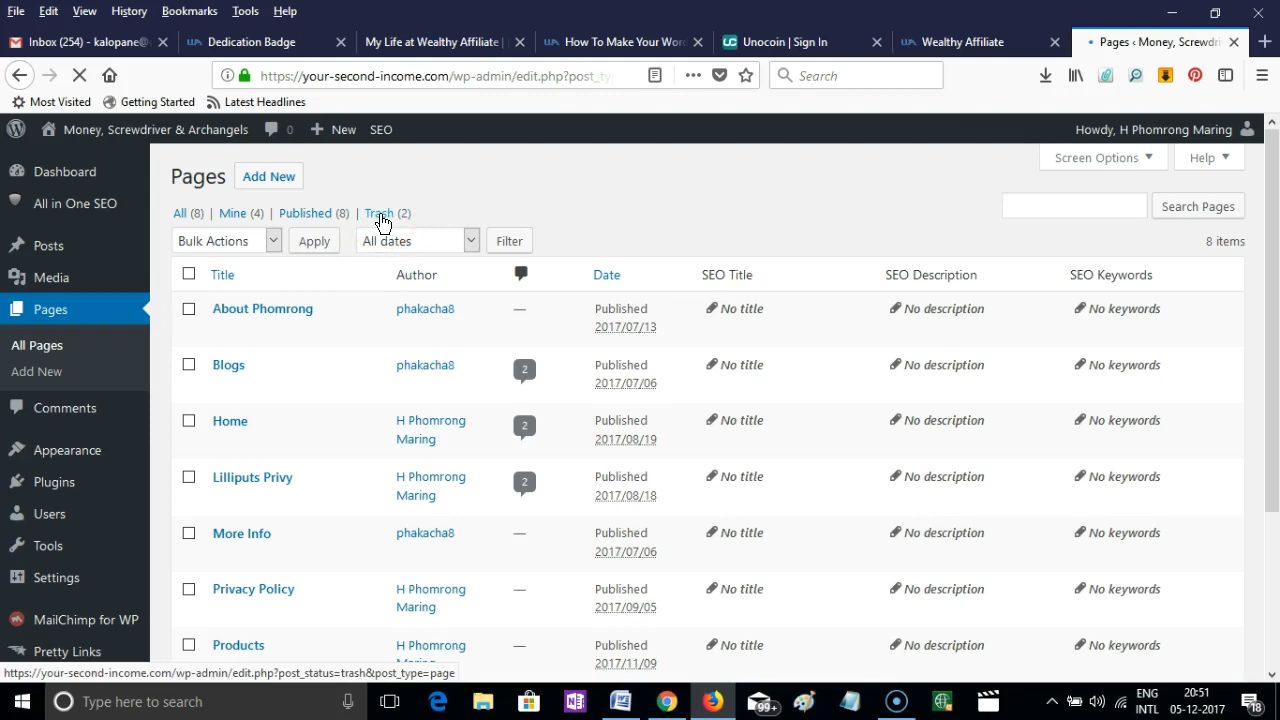 File Edit View History Bookmarks Tools Help
Inbox (254) - kalopane@
Dedication Badge
My Life at Wealthy Affiliate |
How To Make Your Wor
UC Unocoin | Sign In
Wealthy Affiliate
Pages ‹ Money, Screwdri
https://your-second-income.com/wp-admin/edit.php?post_ty
Search
Most Visited Getting Started Latest Headlines
Money, Screwdriver & Archangels 0 New SEO Howdy, H Phomrong Maring
Dashboard
All in One SEO
Posts
Media
Pages
All Pages
Add New
Comments
Appearance
Plugins
Users
Tools
Settings
MailChimp for WP
Pretty Links
Screen Options Help
Pages Add New
All (8) | Mine (4) | Published (8) | Trash (2)
Search Pages
Bulk Actions Apply All dates Filter 8 items
Title Author Date SEO Title SEO Description SEO Keywords
About Phomrong phakacha8 — Published No title No description No keywords
2017/07/13
Blogs phakacha8 2 Published No title No description No keywords
2017/07/06
Home H Phomrong 2 Published No title No description No keywords
Maring 2017/08/19
Lilliputs Privy H Phomrong 2 Published No title No description No keywords
Maring 2017/08/18
More Info phakacha8 — Published No title No description No keywords
2017/07/06
Privacy Policy H Phomrong — Published No title No description No keywords
Maring 2017/09/05
Products H Phomrong — Published No title No description No keywords
Maring 2017/11/09
https://your-second-income.com/wp-admin/edit.php?post_status=trash&post_type=page
Type here to search
99+
ENG 20:51
INTL 05-12-2017 18